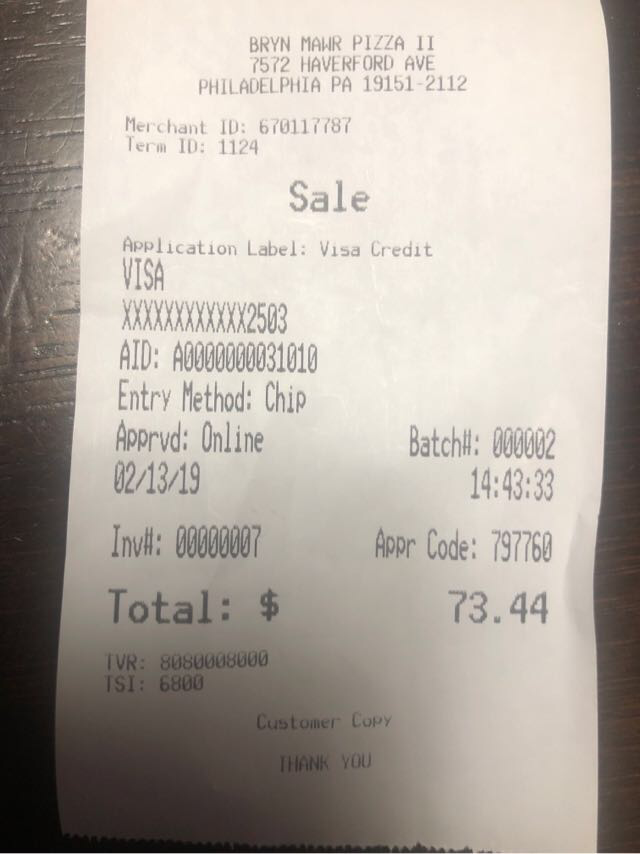 BRYN MAWR PIZZA II
7572 HAVERFORD AVE
PHILADELPHIA PA 19151-2112
Merchant ID: 670117787
Term ID: 1124
Sale
Application Label: Visa Credit
VISA
XXXXXXXXXXXX2503
AID: A0000000031010
Entry Method: Chip
Apprvd: Online Batch#: 000002
02/13/19 14:43:33
Inv#: 00000007 Appr Code: 797760
Total: $ 73.44
TVR: 8080008000
TSI: 6800
Customer Copy
THANK YOU